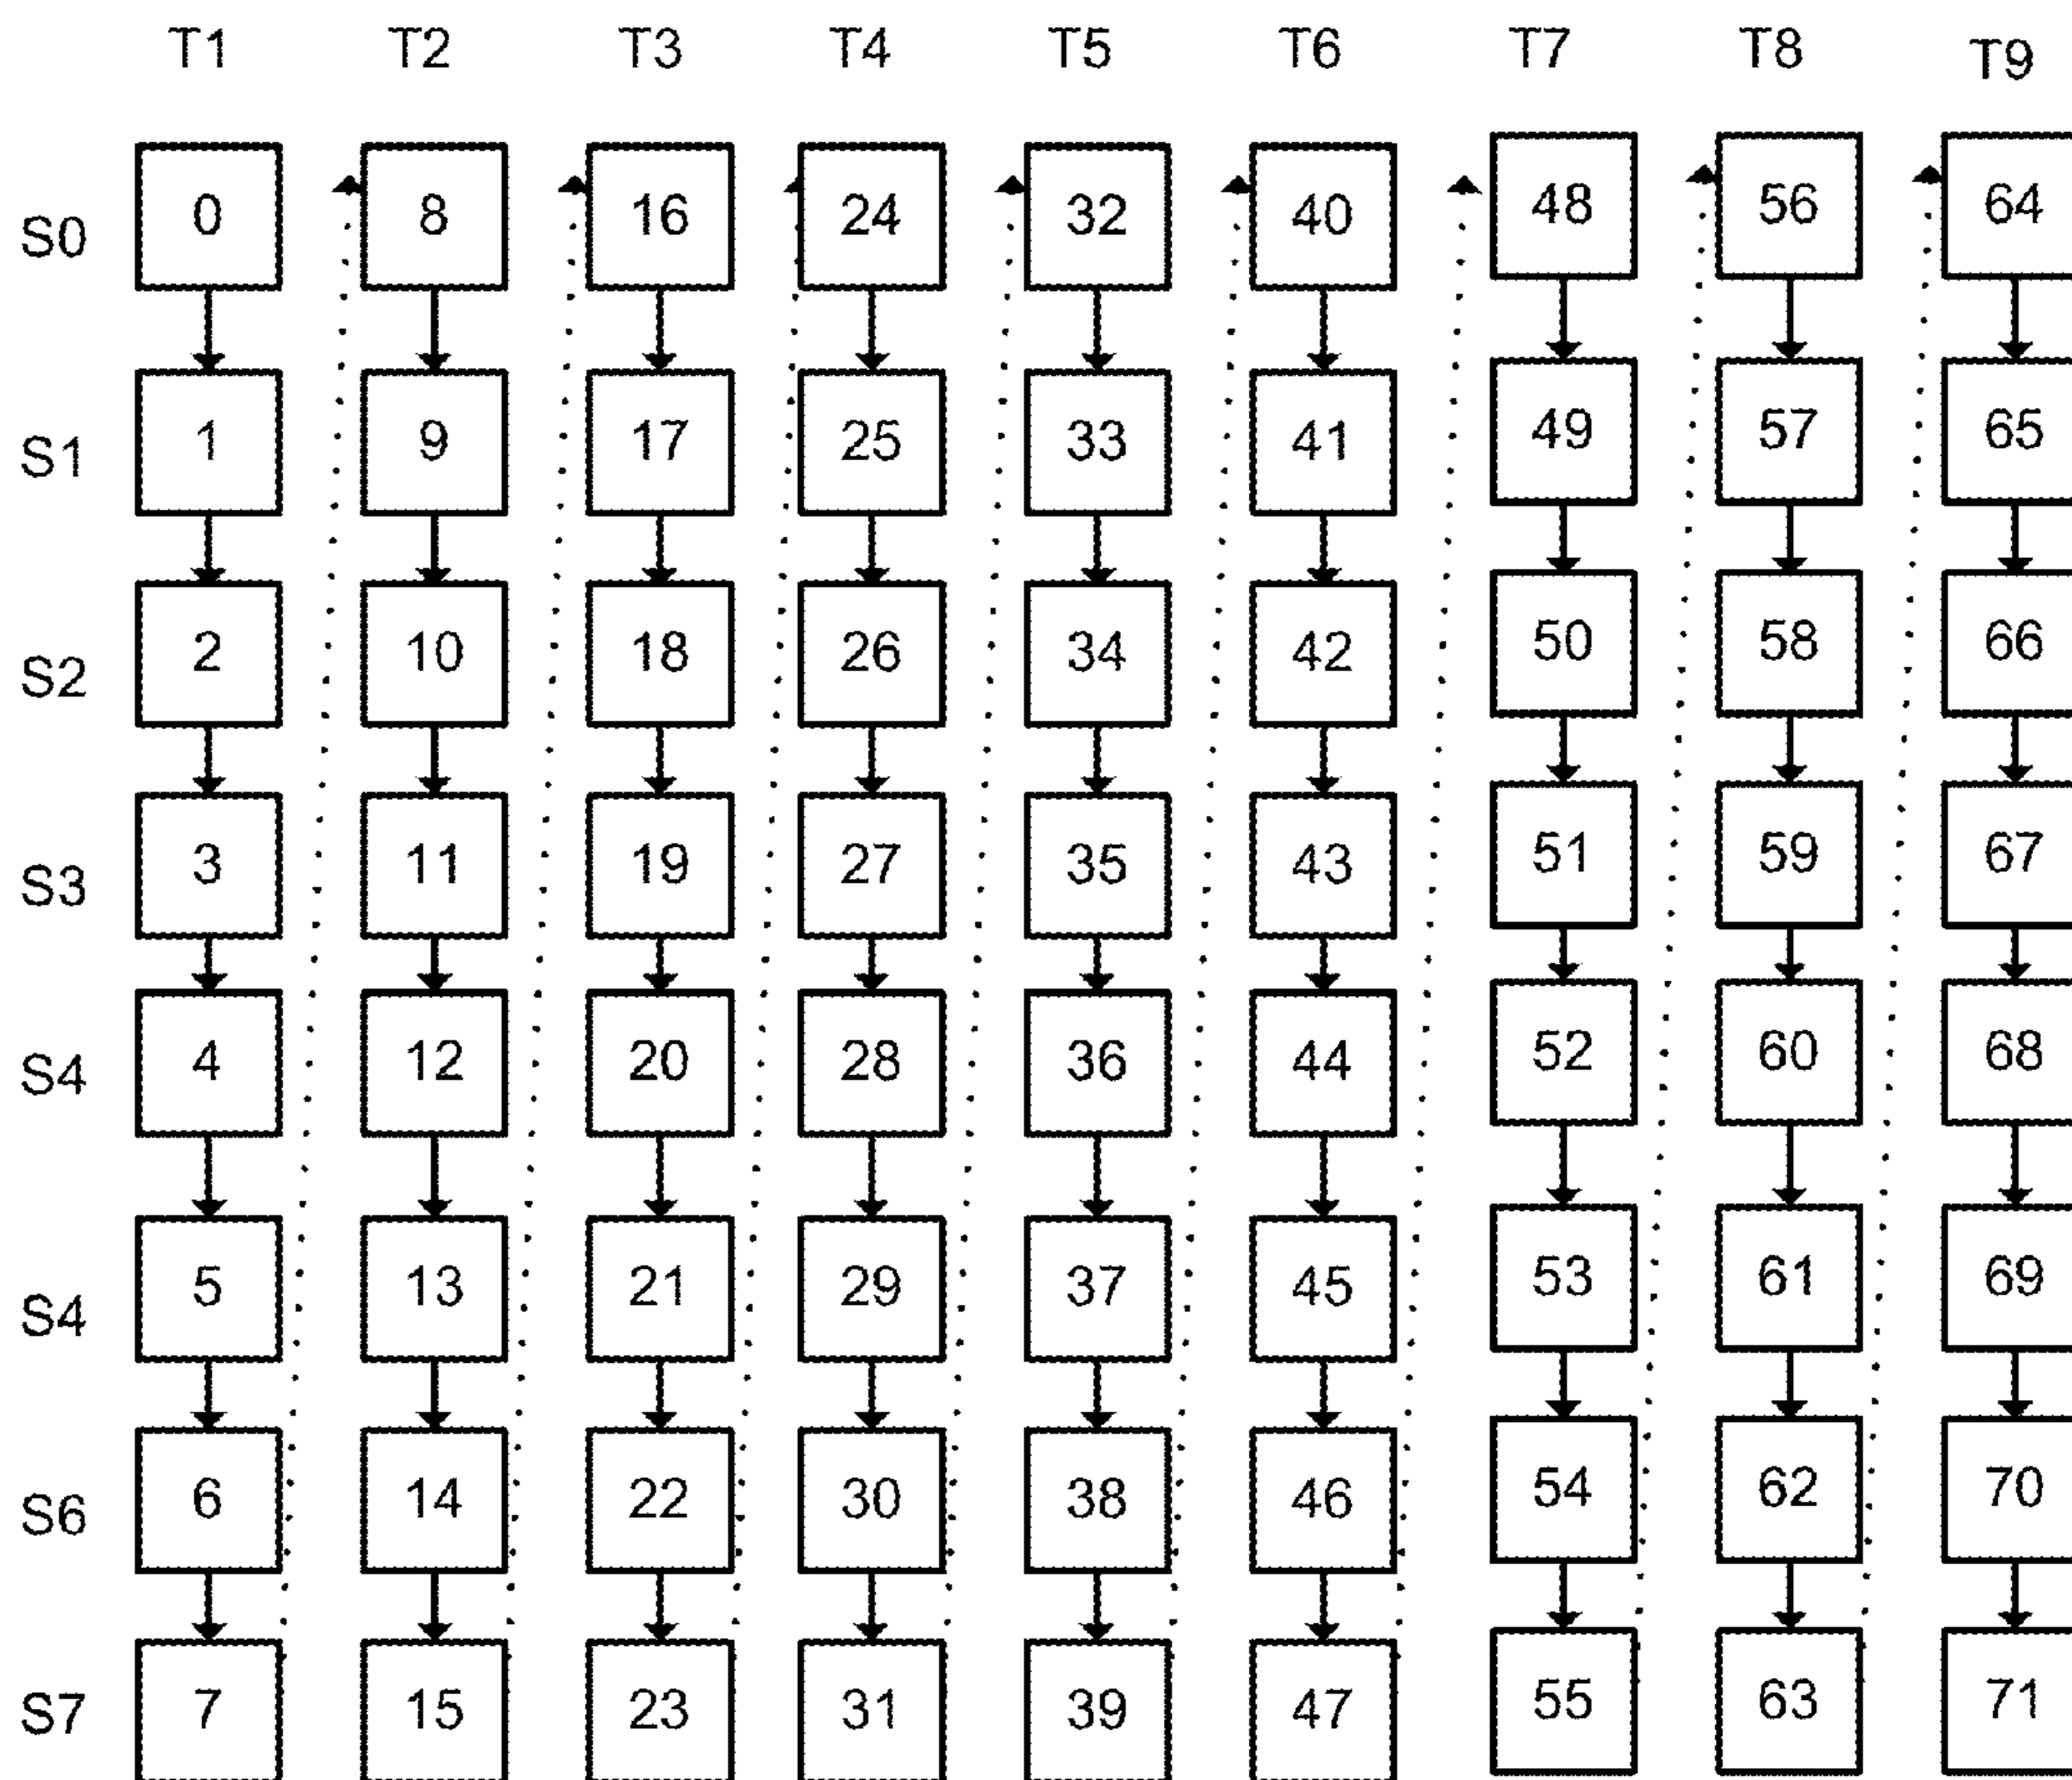 T1 T2 T3 T4 T5 T6 T7 T8 T9
S0 0 8 16 24 32 40 48 56 64
S1 1 9 17 25 33 41 49 57 65
S2 2 10 18 26 34 42 50 58 66
S3 3 11 19 27 35 43 51 59 67
S4 4 12 20 28 36 44 52 60 68
S4 5 13 21 29 37 45 53 61 69
S6 6 14 22 30 38 46 54 62 70
S7 7 15 23 31 39 47 55 63 71